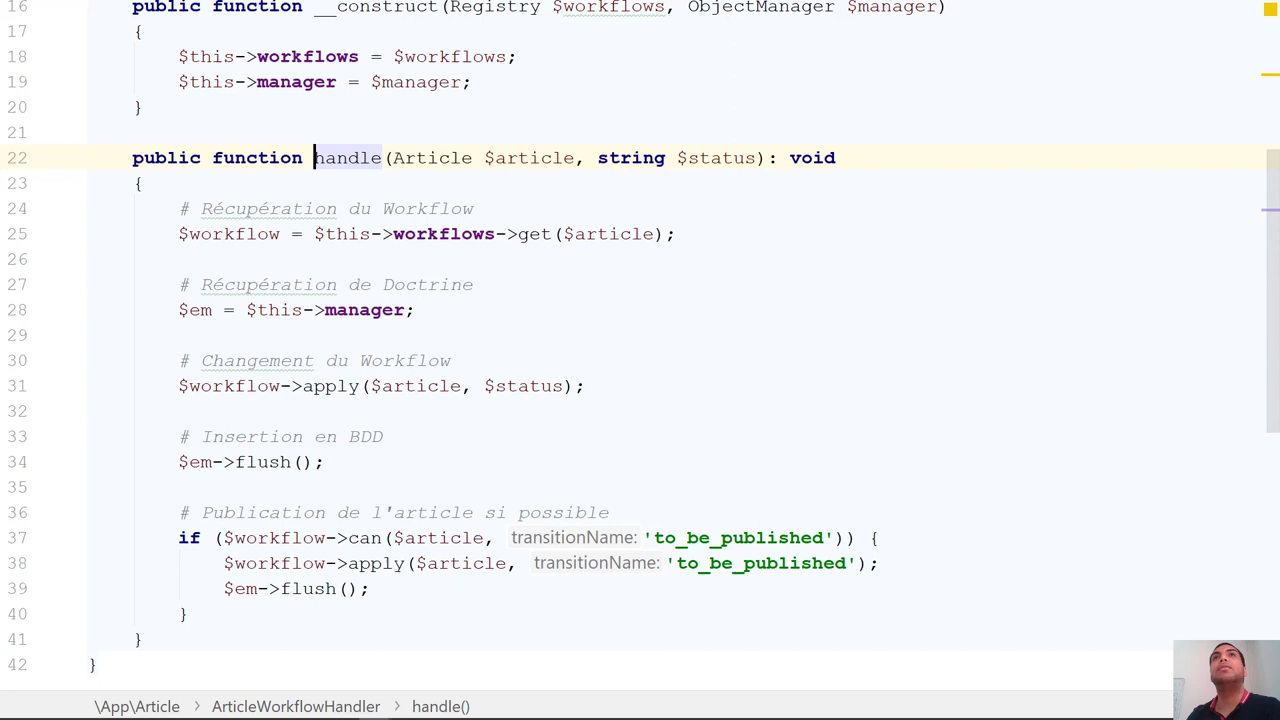 16 public function __construct(Registry $workflows, ObjectManager $manager)
17 {
18 $this->workflows = $workflows;
19 $this->manager = $manager;
20 }
21
22 public function handle(Article $article, string $status): void
23 {
24 # Récupération du Workflow
25 $workflow = $this->workflows->get($article);
26
27 # Récupération de Doctrine
28 $em = $this->manager;
29
30 # Changement du Workflow
31 $workflow->apply($article, $status);
32
33 # Insertion en BDD
34 $em->flush();
35
36 # Publication de l'article si possible
37 if ($workflow->can($article, transitionName: 'to_be_published')) {
38 $workflow->apply($article, transitionName: 'to_be_published');
39 $em->flush();
40 }
41 }
42 }
\App\Article > ArticleWorkflowHandler > handle()